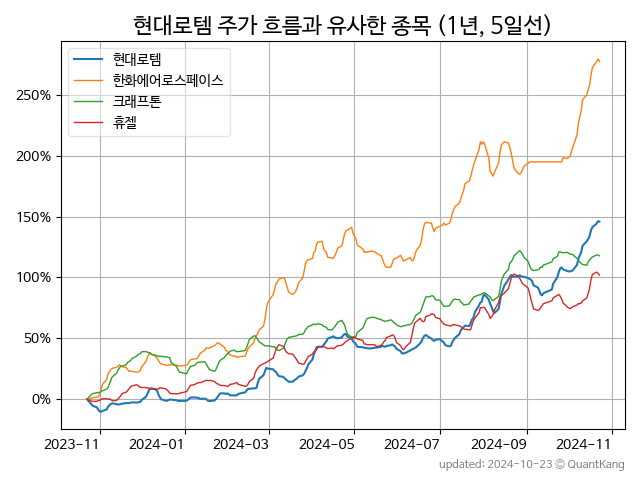 현대로템 주가 흐름과 유사한 종목 (1년, 5일선)
현대로템
한화에어로스페이스
크래프톤
휴젤
250%
200%
150%
100%
50%
0%
2023-11 2024-01 2024-03 2024-05 2024-07 2024-09 2024-11
updated: 2024-10-23 © QuantKang